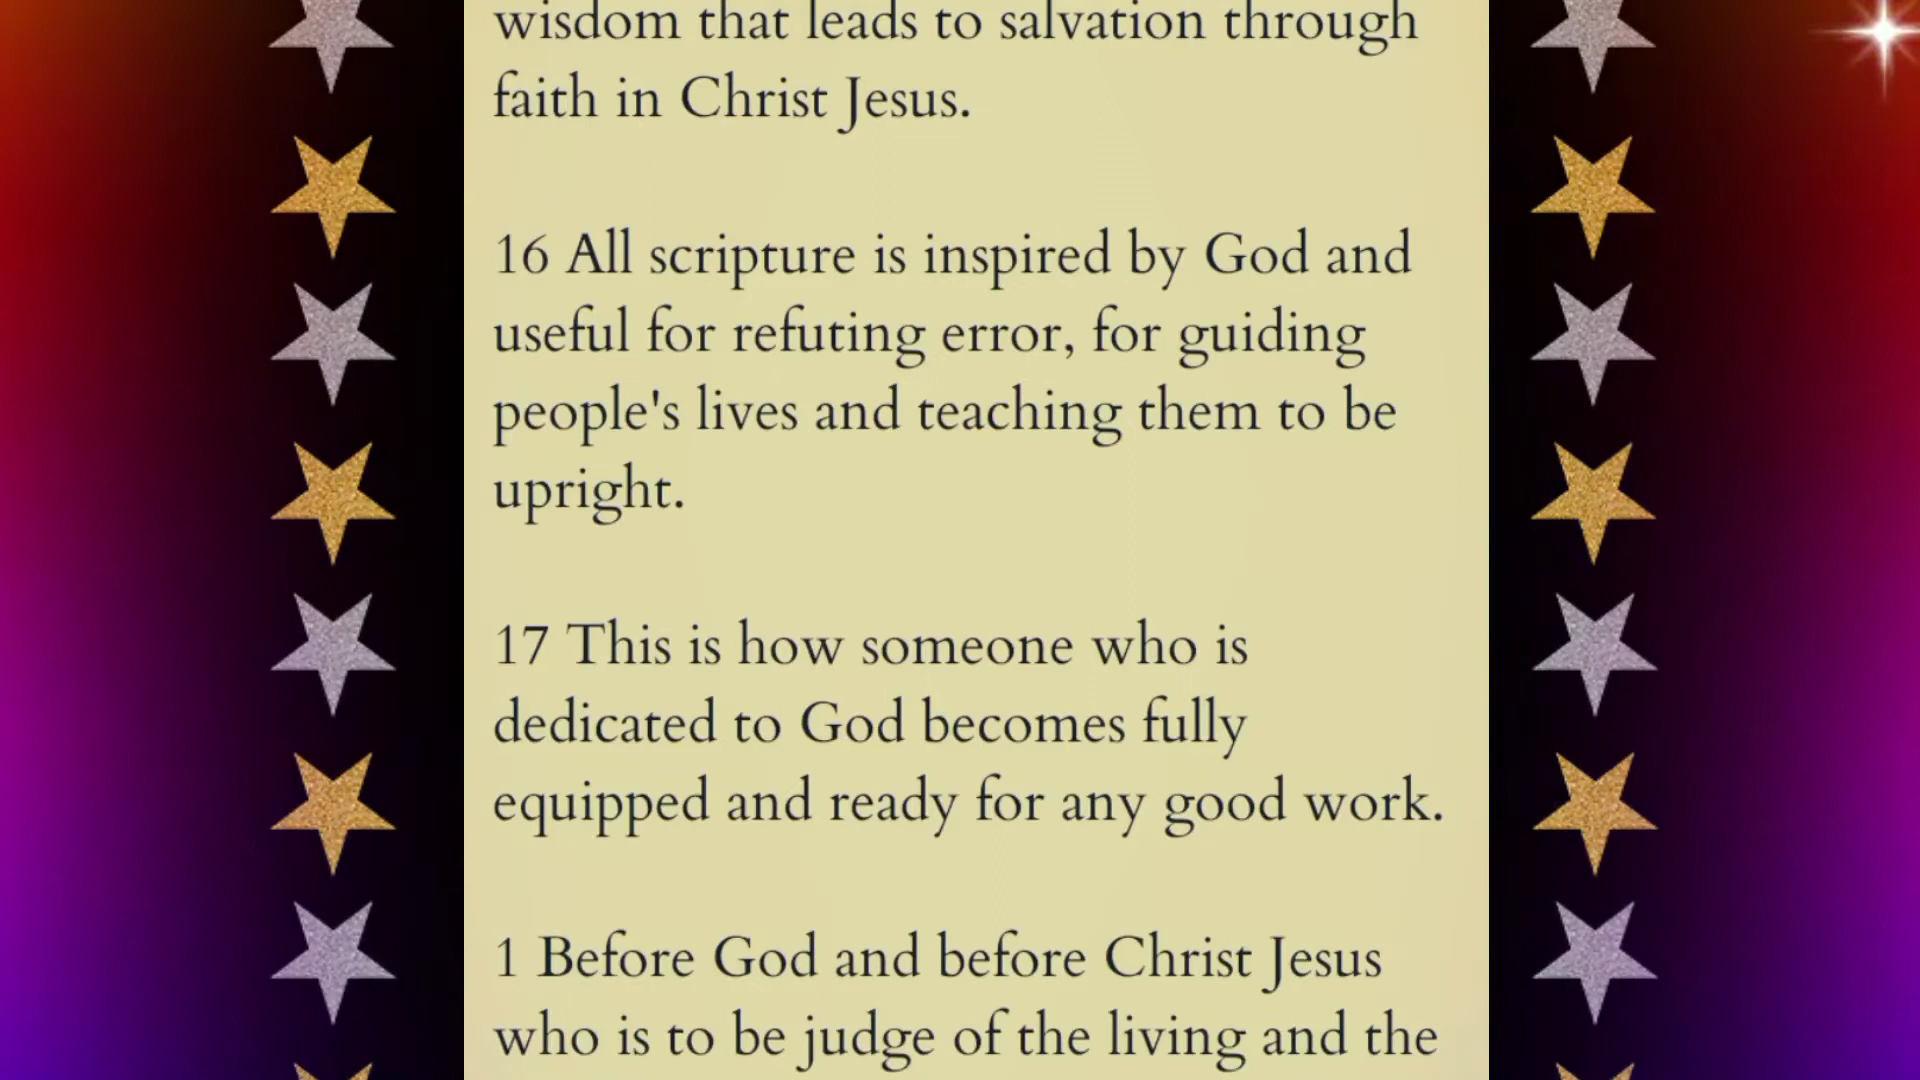 wisdom that leads to salvation through
faith in Christ Jesus.
16 All scripture is inspired by God and
useful for refuting error, for guiding
people's lives and teaching them to be
upright.
17 This is how someone who is
dedicated to God becomes fully
equipped and ready for any good work.
1 Before God and before Christ Jesus
who is to be judge of the living and the